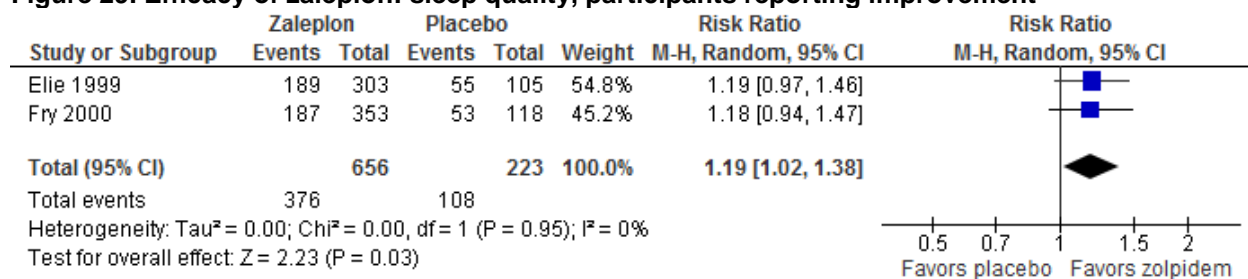 Figure Efficacy of zaleplon: sleep quality, participants reporting improvement
Zaleplon Placebo Risk Ratio Risk Ratio
Study or Subgroup Events Total Events Total Weight M-H, Random, 95% CI M-H, Random, 95% CI
Elie 1999 189 303 55 105 54.8% 1.19 [0.97, 1.46]
Fry 2000 187 353 53 118 45.2% 1.18 [0.94, 1.47]
Total (95% CI) 656 223 100.0% 1.19 [1.02, 1.38]
Total events 376 108
Heterogeneity: Tau² = 0.00; Chi² = 0.00, df = 1 (P = 0.95); I² = 0%
Test for overall effect: Z = 2.23 (P = 0.03)
0.5 0.7 1 1.5 2
Favors placebo Favors zolpidem